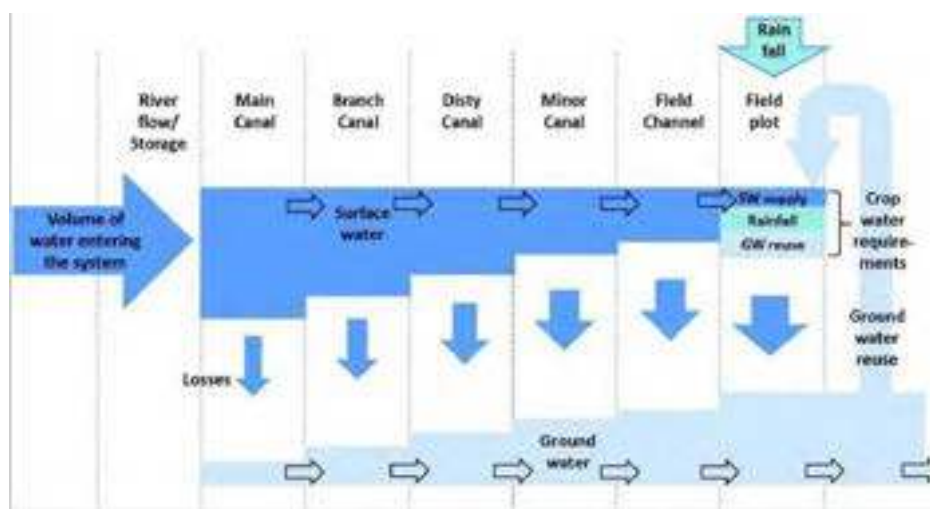 Rain
fall
River
flow/
Storage
Main
Canal
Branch
Canal
Disty
Canal
Minor
Canal
Field
Channel
Field
plot
Volume of
water entering
the system
Surface
water
SW supply
Rainfall
GW reuse
Crop
water
require-
ments
Ground
water
reuse
Losses
Ground
water